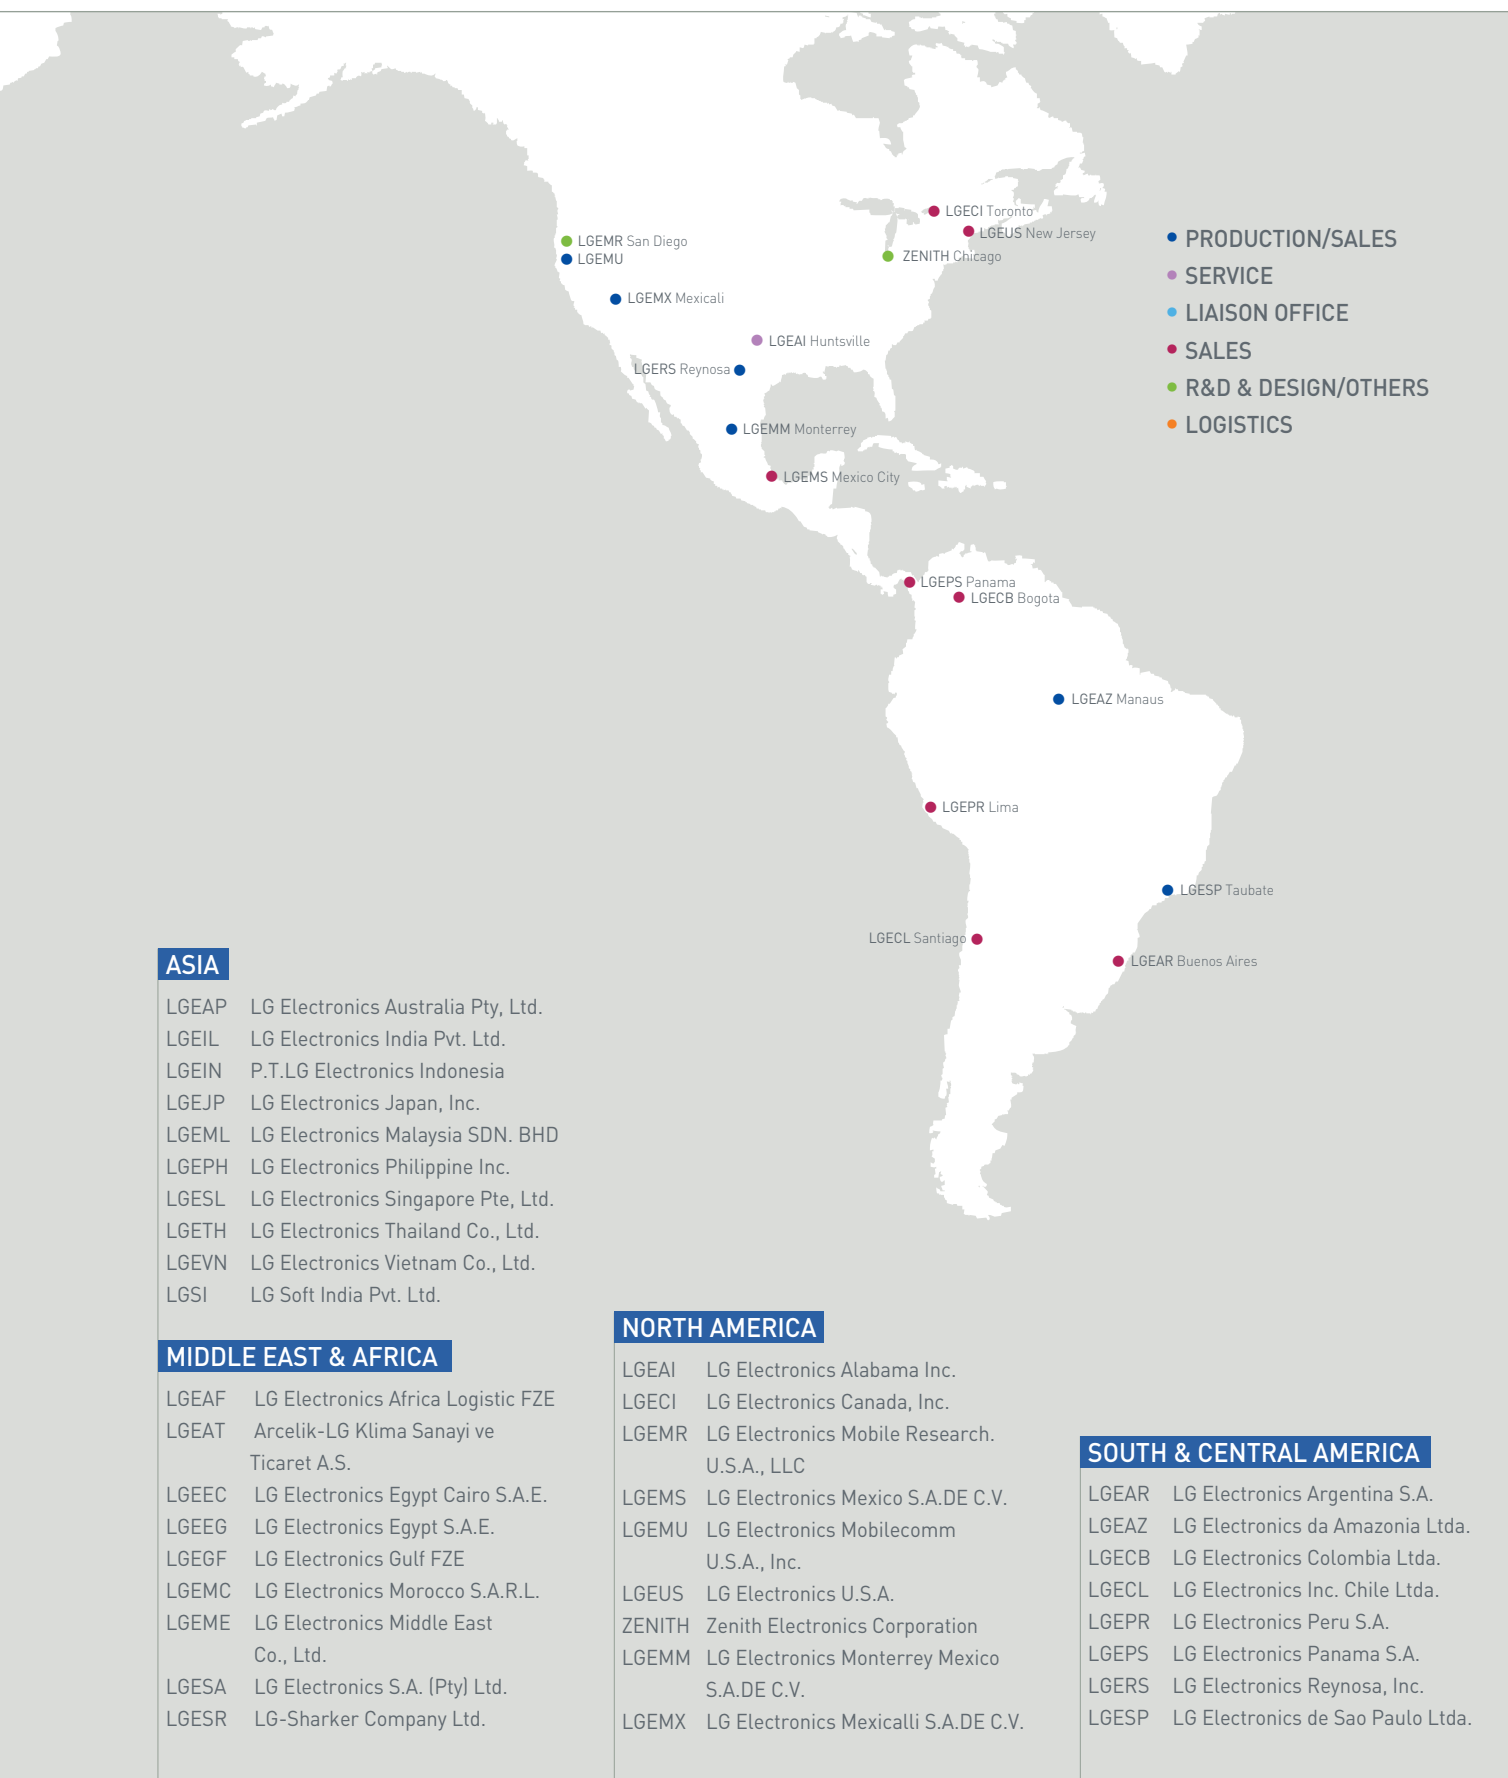 LGECI Toronto
LGEUS New Jersey
LGEMR San Diego
LGEMU
ZENITH Chicago
LGEMX Mexicali
LGEAI Huntsville
LGERS Reynosa
LGEMM Monterrey
LGEMS Mexico City
LGEPS Panama
LGECB Bogota
LGEAZ Manaus
LGEPR Lima
LGESP Taubate
LGECL Santiago
LGEAR Buenos Aires
PRODUCTION/SALES
SERVICE
LIAISON OFFICE
SALES
R&D & DESIGN/OTHERS
LOGISTICS
ASIA
LGEAP LG Electronics Australia Pty, Ltd.
LGEIL LG Electronics India Pvt. Ltd.
LGEIN P.T.LG Electronics Indonesia
LGEJP LG Electronics Japan, Inc.
LGEML LG Electronics Malaysia SDN. BHD
LGEPH LG Electronics Philippine Inc.
LGESL LG Electronics Singapore Pte, Ltd.
LGETH LG Electronics Thailand Co., Ltd.
LGEVN LG Electronics Vietnam Co., Ltd.
LGSI LG Soft India Pvt. Ltd.
MIDDLE EAST & AFRICA
LGEAF LG Electronics Africa Logistic FZE
LGEAT Arcelik-LG Klima Sanayi ve
Ticaret A.S.
LGEEC LG Electronics Egypt Cairo S.A.E.
LGEEG LG Electronics Egypt S.A.E.
LGEGF LG Electronics Gulf FZE
LGEMC LG Electronics Morocco S.A.R.L.
LGEME LG Electronics Middle East
Co., Ltd.
LGESA LG Electronics S.A. (Pty) Ltd.
LGESR LG-Sharker Company Ltd.
NORTH AMERICA
LGEAI LG Electronics Alabama Inc.
LGECI LG Electronics Canada, Inc.
LGEMR LG Electronics Mobile Research.
U.S.A., LLC
LGEMS LG Electronics Mexico S.A.DE C.V.
LGEMU LG Electronics Mobilecomm
U.S.A., Inc.
LGEUS LG Electronics U.S.A.
ZENITH Zenith Electronics Corporation
LGEMM LG Electronics Monterrey Mexico
S.A.DE C.V.
LGEMX LG Electronics Mexicalli S.A.DE C.V.
SOUTH & CENTRAL AMERICA
LGEAR LG Electronics Argentina S.A.
LGEAZ LG Electronics da Amazonia Ltda.
LGECB LG Electronics Colombia Ltda.
LGECL LG Electronics Inc. Chile Ltda.
LGEPR LG Electronics Peru S.A.
LGEPS LG Electronics Panama S.A.
LGERS LG Electronics Reynosa, Inc.
LGESP LG Electronics de Sao Paulo Ltda.